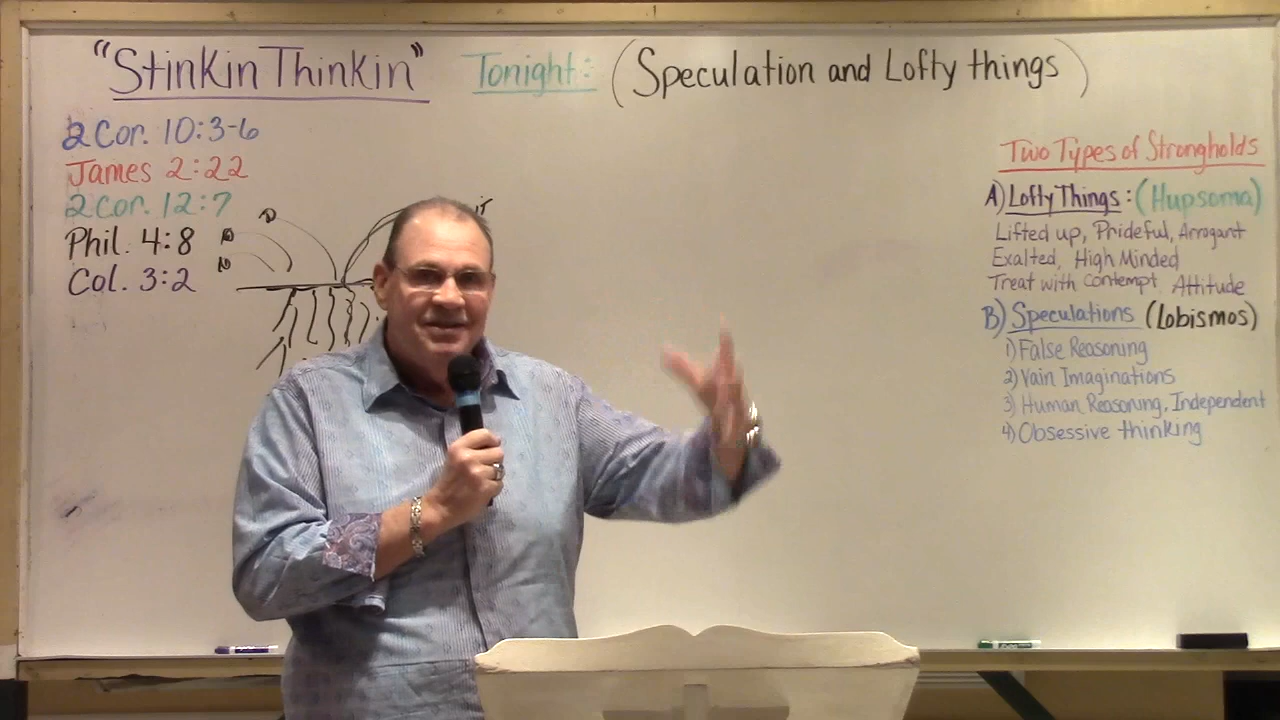 "Stinkin Thinkin" Tonight: (Speculation and Lofty things)
2 Cor. 10:3-6
James 2:22
2 Cor. 12:7
Phil. 4:8
Col. 3:2
Two Types of Strongholds
A) Lofty Things: (Hupsoma)
Lifted up, Prideful, Arrogant
Exalted, High Minded
Treat with contempt Attitude
B) Speculations (Lobismos)
1) False Reasoning
2) Vain Imaginations
3) Human Reasoning, Independent
4) Obsessive thinking